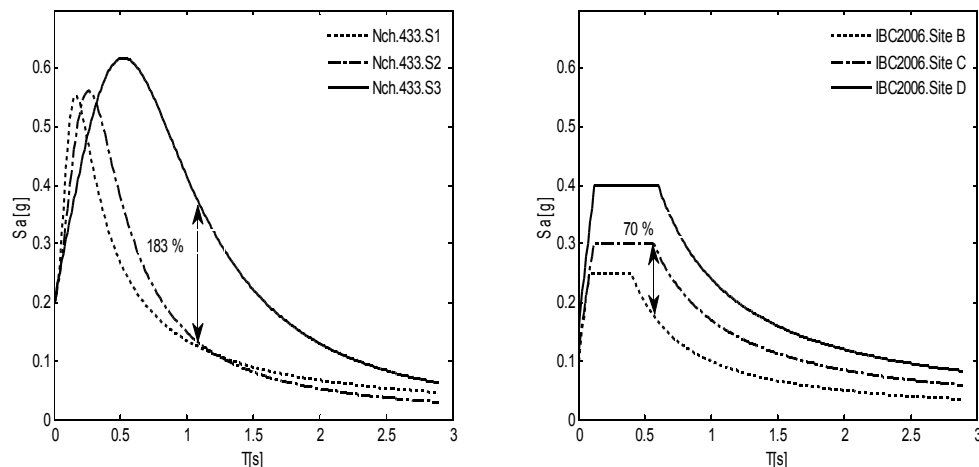 Nch.433.S1
Nch.433.S2
Nch.433.S3
0.6
0.5
0.4
0.3
0.2
0.1
0
Sa[g]
183 %
0 0.5 1 1.5 2 2.5 3
T[s]
IBC2006.Site B
IBC2006.Site C
IBC2006.Site D
0.6
0.5
0.4
0.3
0.2
0.1
0
Sa[g]
70 %
0 0.5 1 1.5 2 2.5 3
T[s]